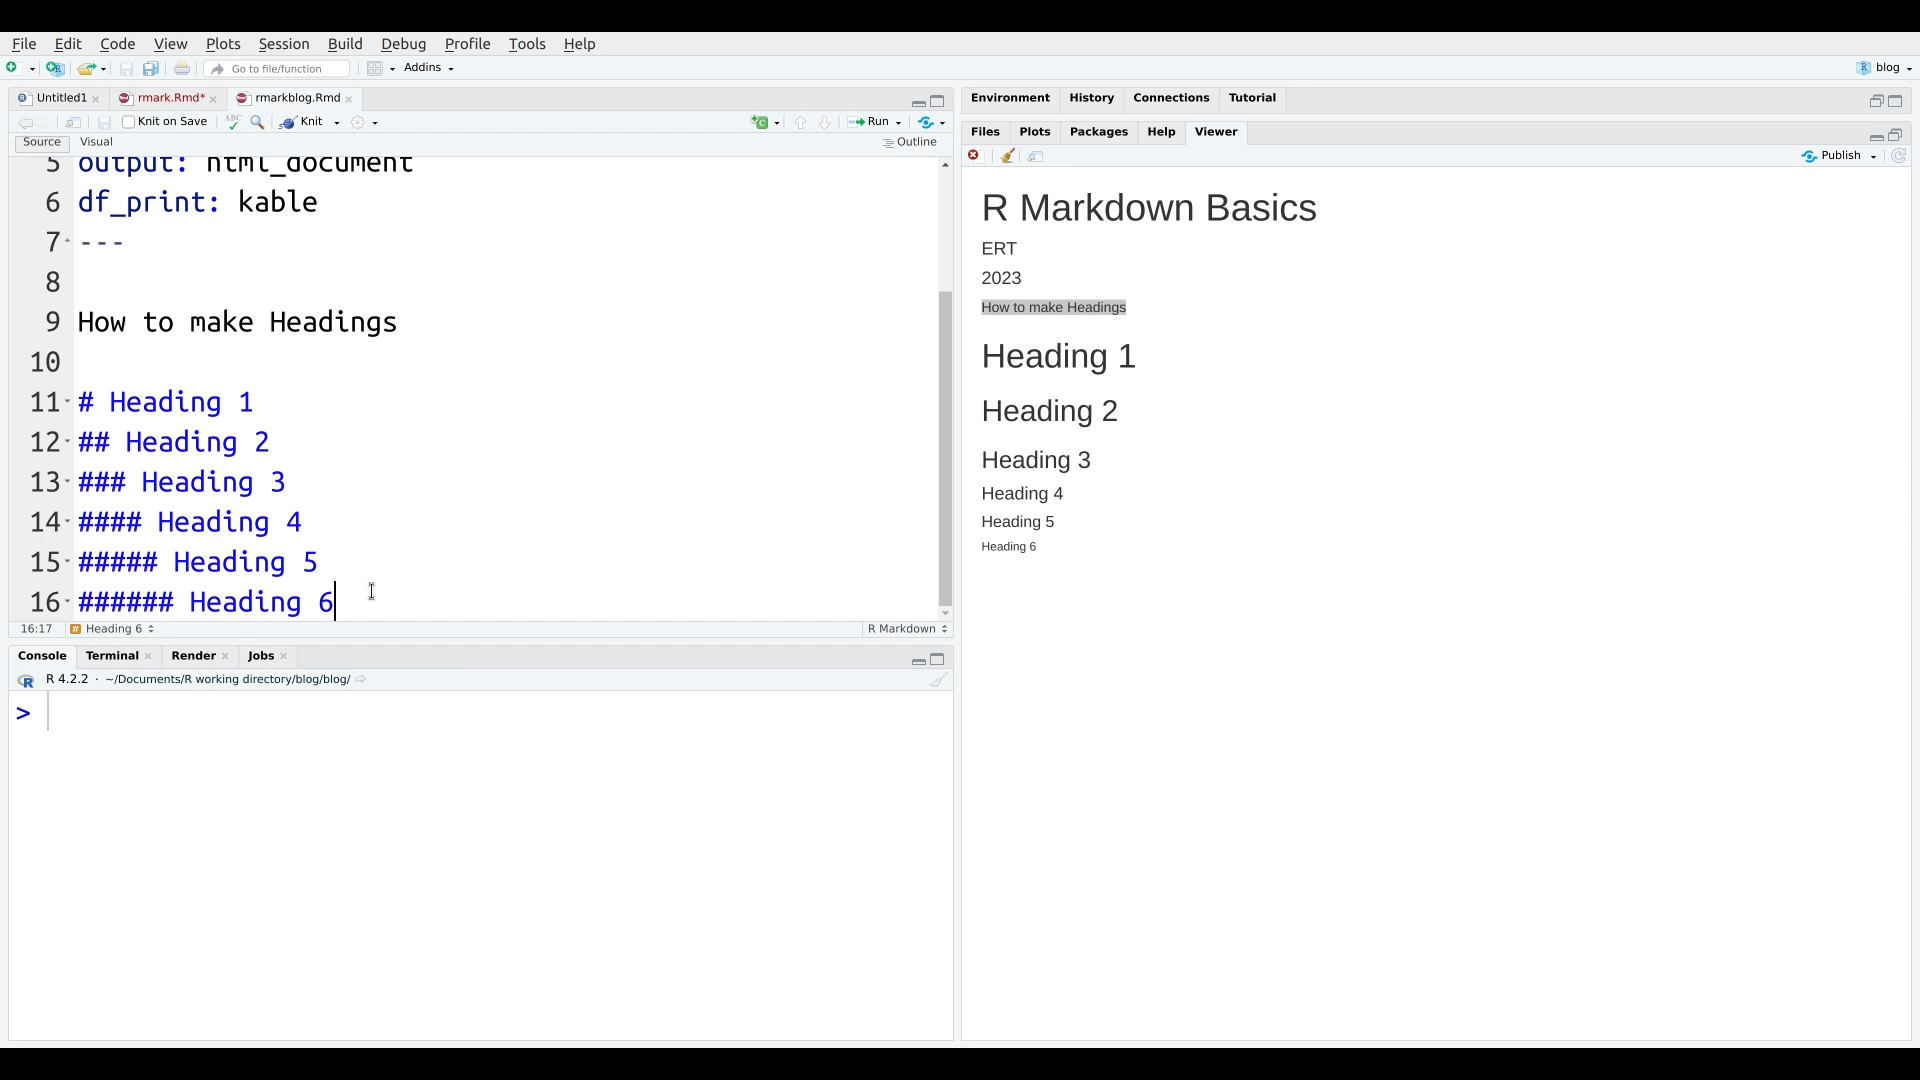 File Edit Code View Plots Session Build Debug Profile Tools Help
Go to file/function Addins blog
Untitled1 rmark.Rmd* rmarkblog.Rmd
Knit on Save ABC Knit Run
Source Visual Outline
5 output: html_document
6 df_print: kable
7 ---
8
9 How to make Headings
10
11 # Heading 1
12 ## Heading 2
13 ### Heading 3
14 #### Heading 4
15 ##### Heading 5
16 ###### Heading 6
16:17 # Heading 6 R Markdown
Console Terminal Render Jobs
R 4.2.2 · ~/Documents/R working directory/blog/blog/
>
Environment History Connections Tutorial
Files Plots Packages Help Viewer
Publish
R Markdown Basics
ERT
2023
How to make Headings
Heading 1
Heading 2
Heading 3
Heading 4
Heading 5
Heading 6